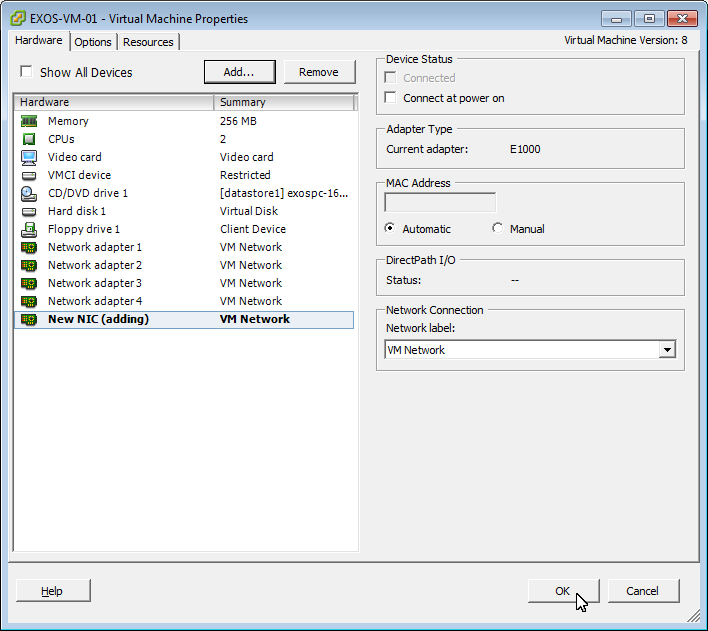 EXOS-VM-01 - Virtual Machine Properties
Hardware Options Resources
Virtual Machine Version: 8
Show All Devices
Add...
Remove
Hardware Summary
Memory 256 MB
CPUs 2
Video card Video card
VMCI device Restricted
CD/DVD drive 1 [datastore1] exospc-16...
Hard disk 1 Virtual Disk
Floppy drive 1 Client Device
Network adapter 1 VM Network
Network adapter 2 VM Network
Network adapter 3 VM Network
Network adapter 4 VM Network
New NIC (adding) VM Network
Device Status
Connected
Connect at power on
Adapter Type
Current adapter: E1000
MAC Address
Automatic Manual
DirectPath I/O
Status: --
Network Connection
Network label:
VM Network
Help
OK
Cancel